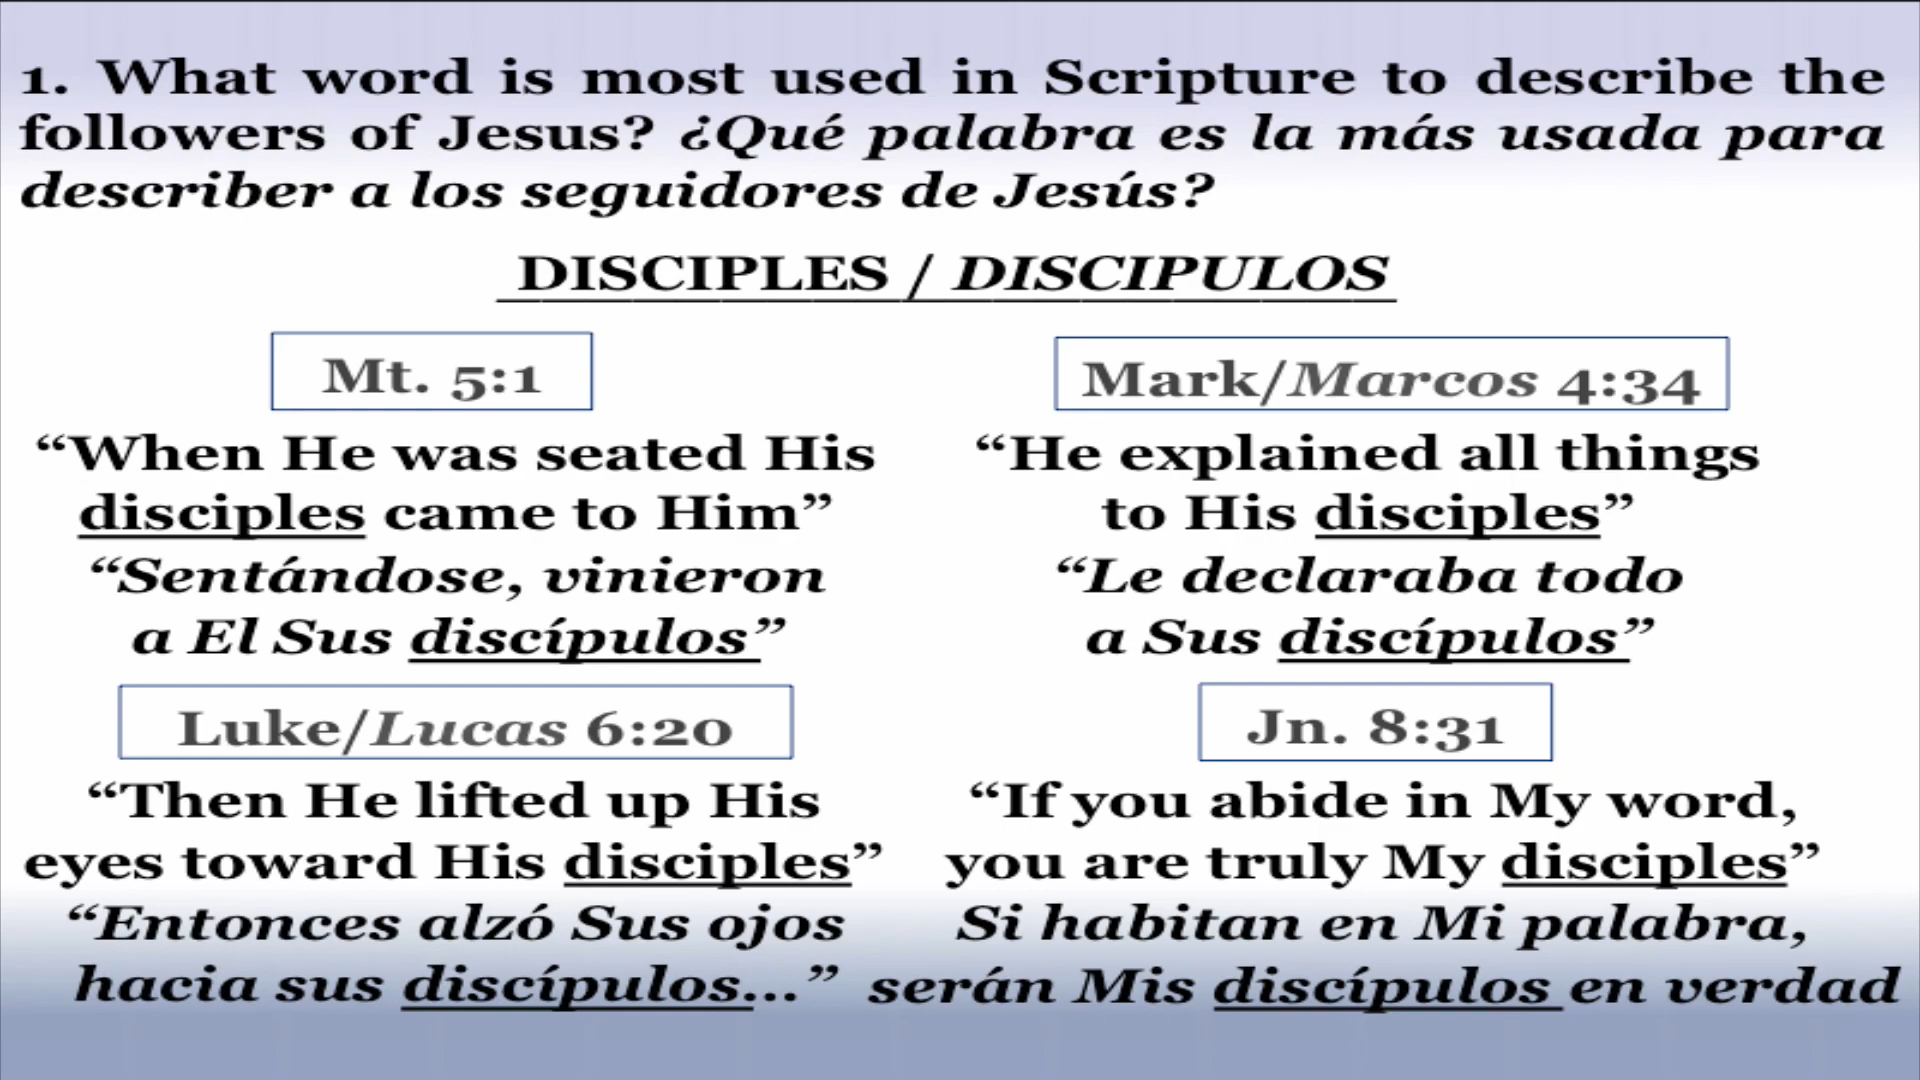 1. What word is most used in Scripture to describe the
followers of Jesus? ¿Qué palabra es la más usada para
describer a los seguidores de Jesús?
DISCIPLES / DISCIPULOS
Mt. 5:1
“When He was seated His
disciples came to Him”
“Sentándose, vinieron
a El Sus discípulos”
Mark/Marcos 4:34
“He explained all things
to His disciples”
“Le declaraba todo
a Sus discípulos”
Luke/Lucas 6:20
“Then He lifted up His
eyes toward His disciples”
“Entonces alzó Sus ojos
hacia sus discípulos...”
Jn. 8:31
“If you abide in My word,
you are truly My disciples”
Si habitan en Mi palabra,
serán Mis discípulos en verdad